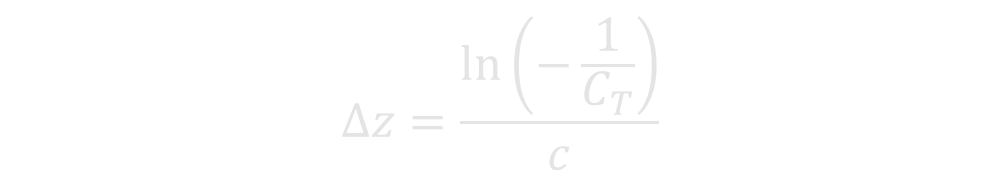 Δz = ln(−1/C_T)/c